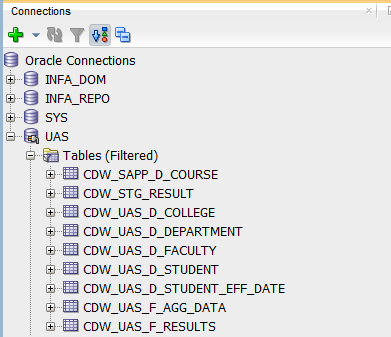 Connections
Oracle Connections
INFA_DOM
INFA_REPO
SYS
UAS
Tables (Filtered)
CDW_SAPP_D_COURSE
CDW_STG_RESULT
CDW_UAS_D_COLLEGE
CDW_UAS_D_DEPARTMENT
CDW_UAS_D_FACULTY
CDW_UAS_D_STUDENT
CDW_UAS_D_STUDENT_EFF_DATE
CDW_UAS_F_AGG_DATA
CDW_UAS_F_RESULTS